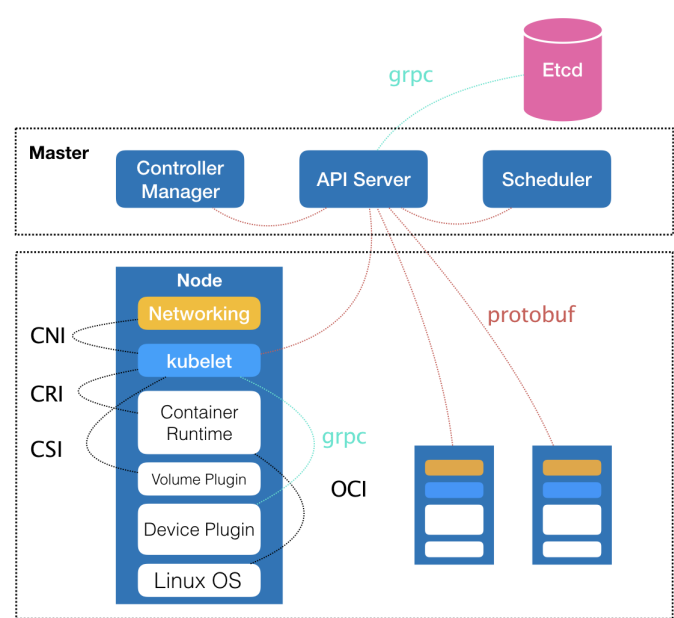 Etcd
grpc
Master
Controller
Manager
API Server
Scheduler
Node
Networking
protobuf
CNI
kubelet
CRI
Container
Runtime
grpc
CSI
Volume Plugin
OCI
Device Plugin
Linux OS